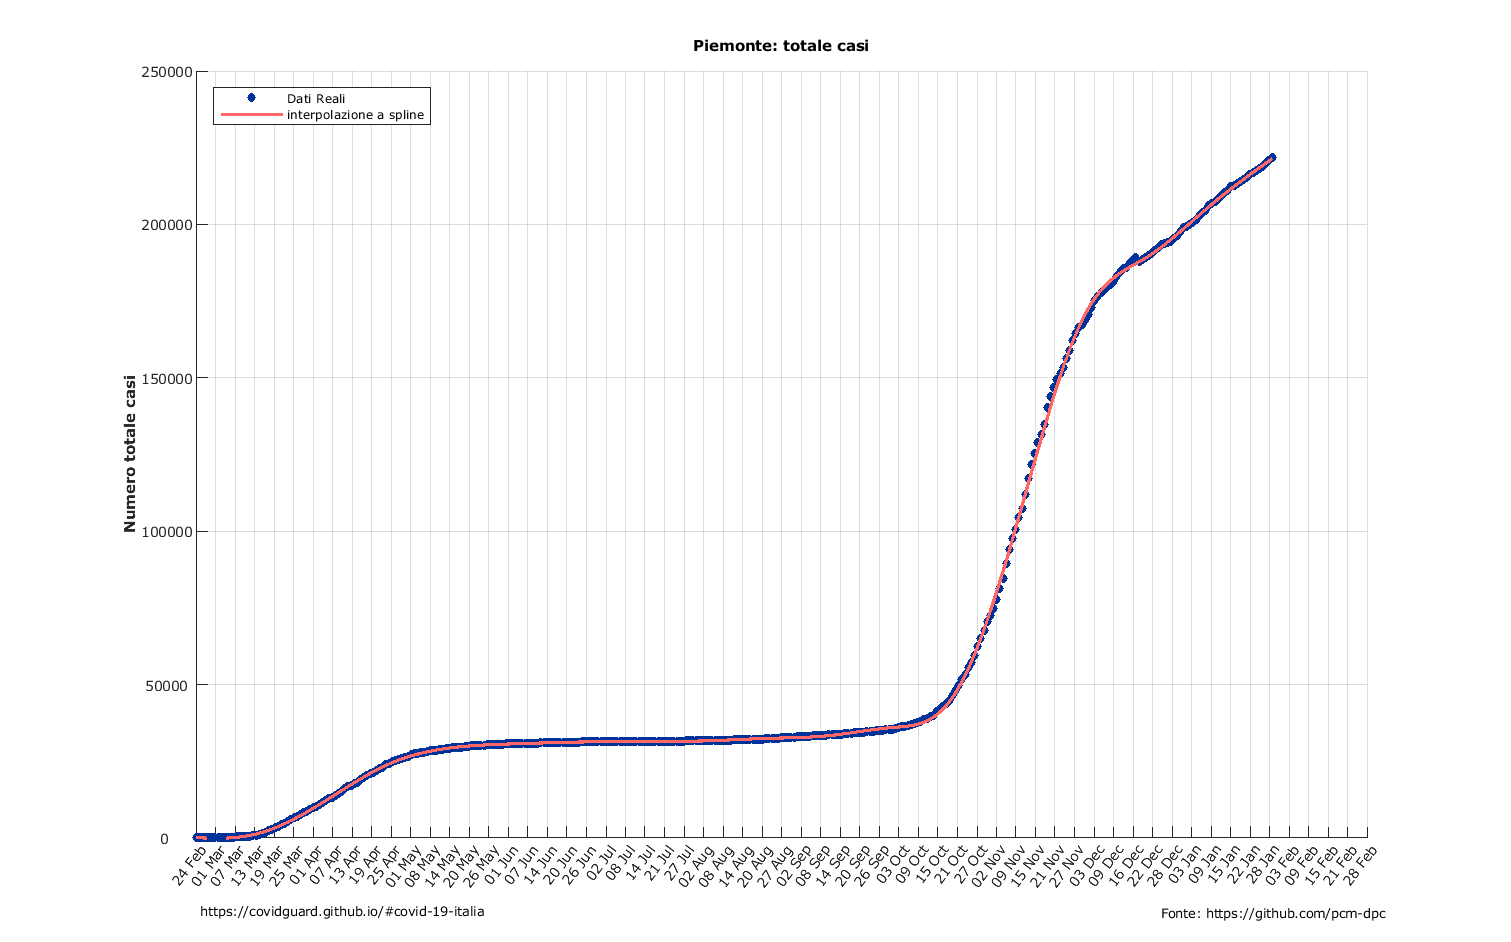 Piemonte: totale casi
250000
200000
150000
100000
50000
0
Numero totale casi
Dati Reali
interpolazione a spline
24 Feb
01 Mar
07 Mar
13 Mar
19 Mar
25 Mar
01 Apr
07 Apr
13 Apr
19 Apr
25 Apr
01 May
08 May
14 May
20 May
26 May
01 Jun
07 Jun
14 Jun
20 Jun
26 Jun
02 Jul
08 Jul
14 Jul
21 Jul
27 Jul
02 Aug
08 Aug
14 Aug
20 Aug
27 Aug
02 Sep
08 Sep
14 Sep
20 Sep
26 Sep
03 Oct
09 Oct
15 Oct
21 Oct
27 Oct
02 Nov
09 Nov
15 Nov
21 Nov
27 Nov
03 Dec
09 Dec
16 Dec
22 Dec
28 Dec
03 Jan
09 Jan
15 Jan
22 Jan
28 Jan
03 Feb
09 Feb
15 Feb
21 Feb
28 Feb
https://covidguard.github.io/#covid-19-italia
Fonte: https://github.com/pcm-dpc